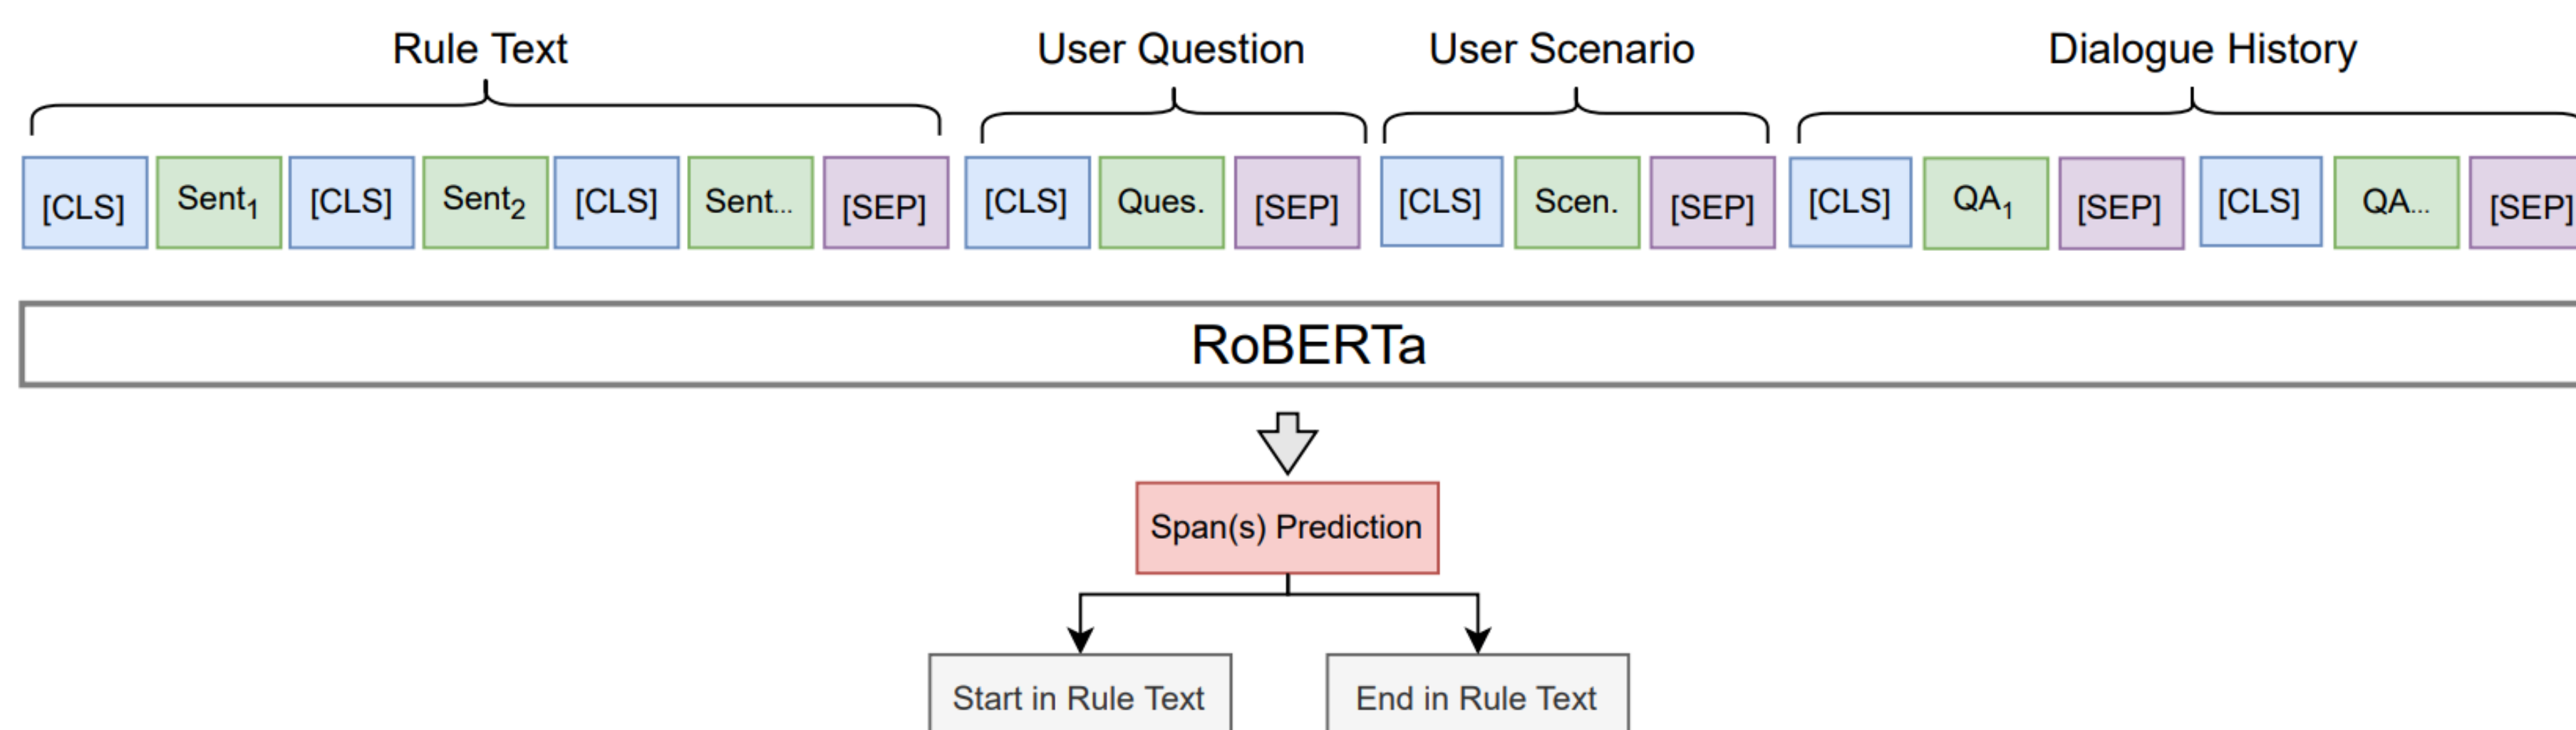 Rule Text User Question User Scenario Dialogue History
[CLS] Sent1 [CLS] Sent2 [CLS] Sent... [SEP] [CLS] Ques. [SEP] [CLS] Scen. [SEP] [CLS] QA1 [SEP] [CLS] QA... [SEP]
RoBERTa
Span(s) Prediction
Start in Rule Text End in Rule Text